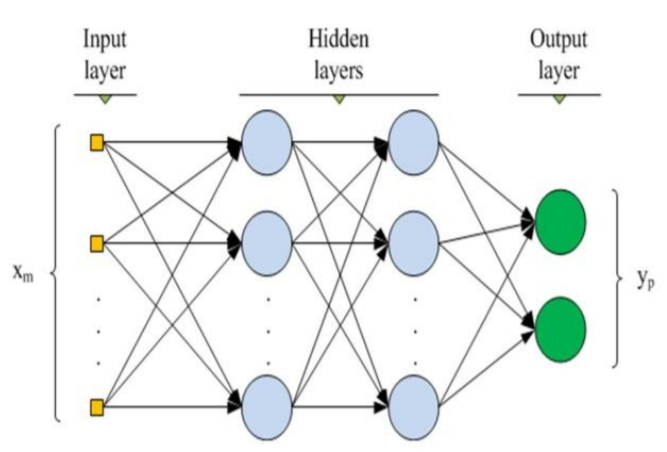 Input
layer
Hidden
layers
Output
layer
xm
yp